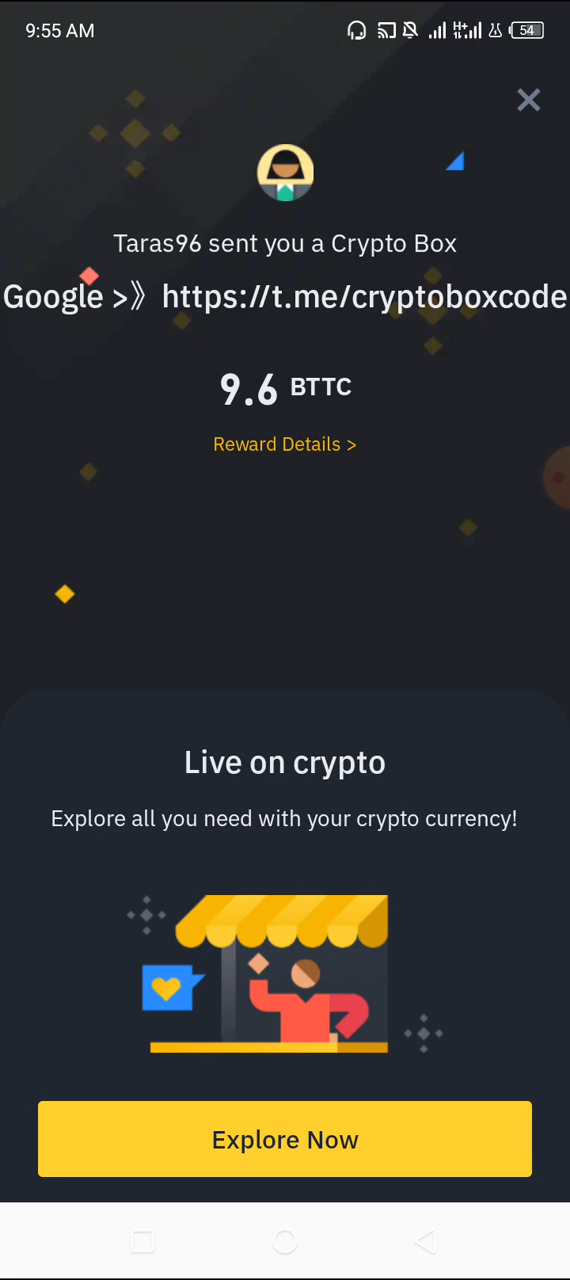 9:55 AM
H+
54
Taras96 sent you a Crypto Box
Google >》https://t.me/cryptoboxcode
9.6 BTTC
Reward Details >
Live on crypto
Explore all you need with your crypto currency!
Explore Now